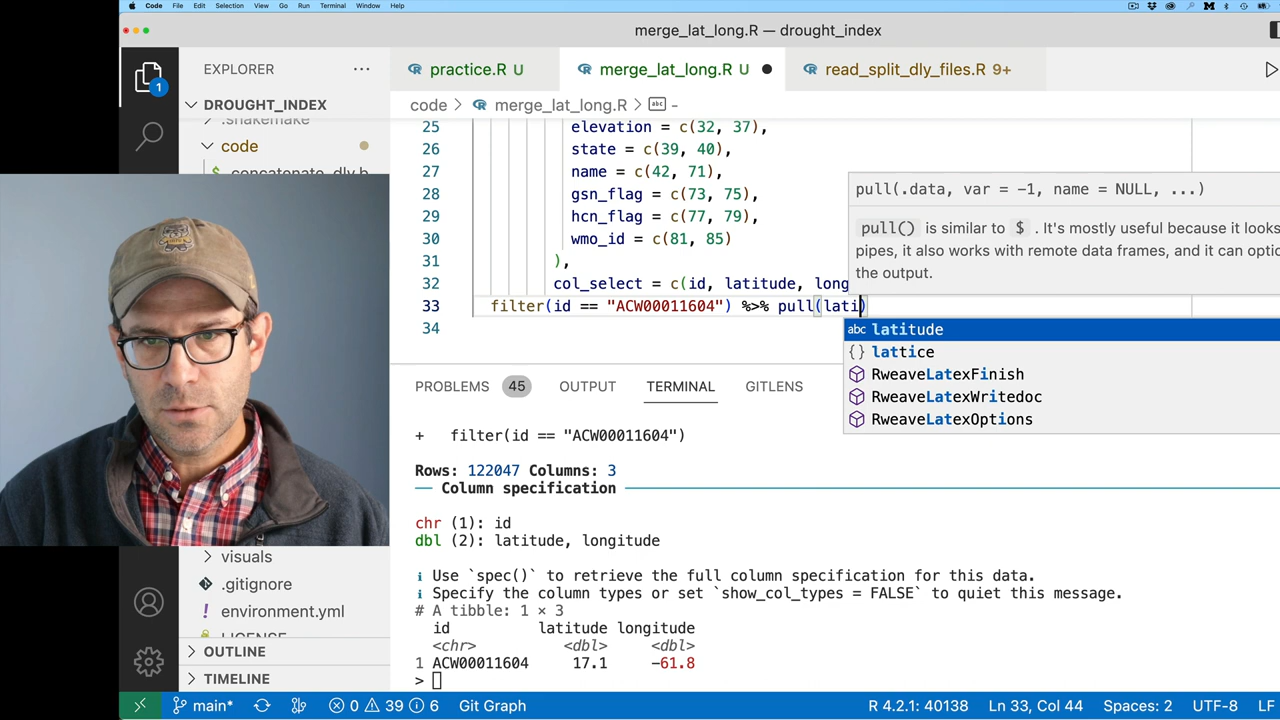 Code File Edit Selection View Go Run Terminal Window Help
merge_lat_long.R — drought_index
EXPLORER
practice.R U
merge_lat_long.R U
read_split_dly_files.R 9+
1
DROUGHT_INDEX
code > merge_lat_long.R > abc -
.snakemake
code
concatenate_dly.b
25 elevation = c(32, 37),
26 state = c(39, 40),
27 name = c(42, 71),
28 gsn_flag = c(73, 75),
29 hcn_flag = c(77, 79),
30 wmo_id = c(81, 85)
31 ),
32 col_select = c(id, latitude, long
33 filter(id == "ACW00011604") %>% pull(lati)
34
pull(.data, var = −1, name = NULL, ...)
pull() is similar to $ . It's mostly useful because it looks
pipes, it also works with remote data frames, and it can optic
the output.
abc latitude
{} lattice
RweaveLatexFinish
RweaveLatexWritedoc
RweaveLatexOptions
PROBLEMS 45 OUTPUT TERMINAL GITLENS
+ filter(id == "ACW00011604")
Rows: 122047 Columns: 3
── Column specification
chr (1): id
dbl (2): latitude, longitude
ℹ Use `spec()` to retrieve the full column specification for this data.
ℹ Specify the column types or set `show_col_types = FALSE` to quiet this message.
# A tibble: 1 × 3
id latitude longitude
<chr> <dbl> <dbl>
1 ACW00011604 17.1 -61.8
>
visuals
.gitignore
! environment.yml
LICENSE
OUTLINE
TIMELINE
main* 0 39 6 Git Graph R 4.2.1: 40138 Ln 33, Col 44 Spaces: 2 UTF-8 LF